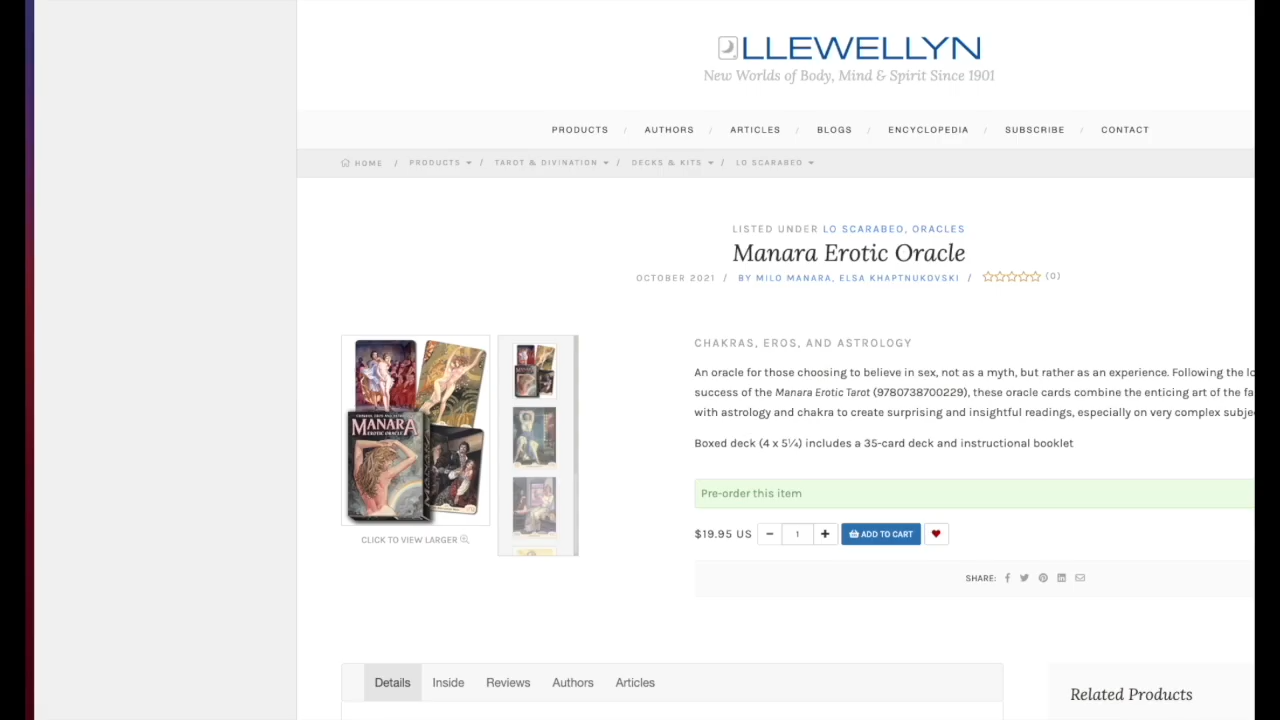 LLEWELLYN
New Worlds of Body, Mind & Spirit Since 1901
PRODUCTS / AUTHORS / ARTICLES / BLOGS / ENCYCLOPEDIA / SUBSCRIBE / CONTACT
HOME / PRODUCTS / TAROT & DIVINATION / DECKS & KITS / LO SCARABEO
LISTED UNDER LO SCARABEO, ORACLES
Manara Erotic Oracle
OCTOBER 2021 / BY MILO MANARA, ELSA KHAPTNUKOVSKI / (0)
MANARA
EROTIC ORACLE
CLICK TO VIEW LARGER
CHAKRAS, EROS, AND ASTROLOGY
An oracle for those choosing to believe in sex, not as a myth, but rather as an experience. Following the lo
success of the Manara Erotic Tarot (9780738700229), these oracle cards combine the enticing art of the fa
with astrology and chakra to create surprising and insightful readings, especially on very complex subje
Boxed deck (4 x 5¼) includes a 35-card deck and instructional booklet
Pre-order this item
$19.95 US − 1 + ADD TO CART
SHARE:
Details Inside Reviews Authors Articles
Related Products